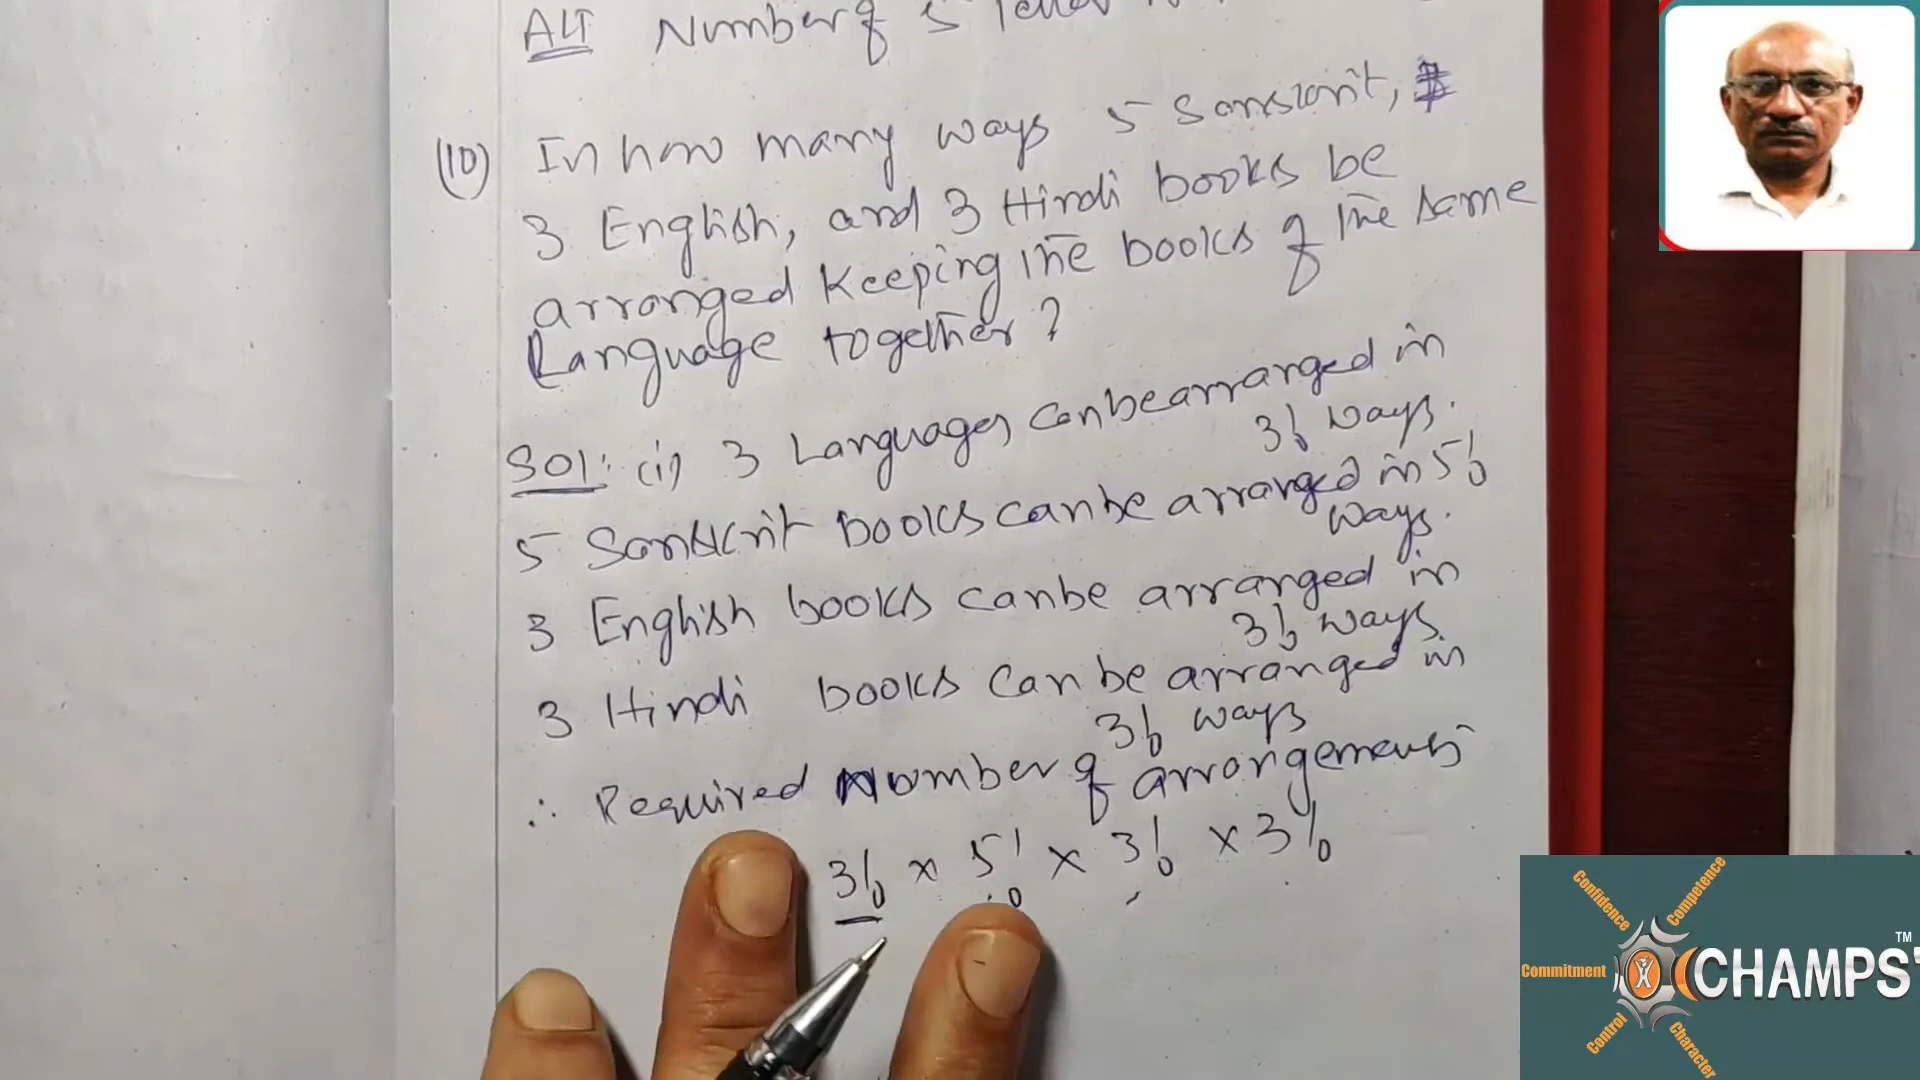 ALT Number of 5 letter
(10) In how many ways 5 Sanskrit,
3 English, and 3 Hindi books be
arranged keeping the books of the same
Language together?
Sol: (i) 3 Languages can be arranged in
3! ways.
5 Sanskrit books can be arranged in 5!
ways.
3 English books can be arranged in
3! ways
3 Hindi books can be arranged in
3! ways
∴ Required Number of arrangements
3! × 5! × 3! × 3!
Confidence
Competence
Commitment
XCHAMPS™
Control
Character